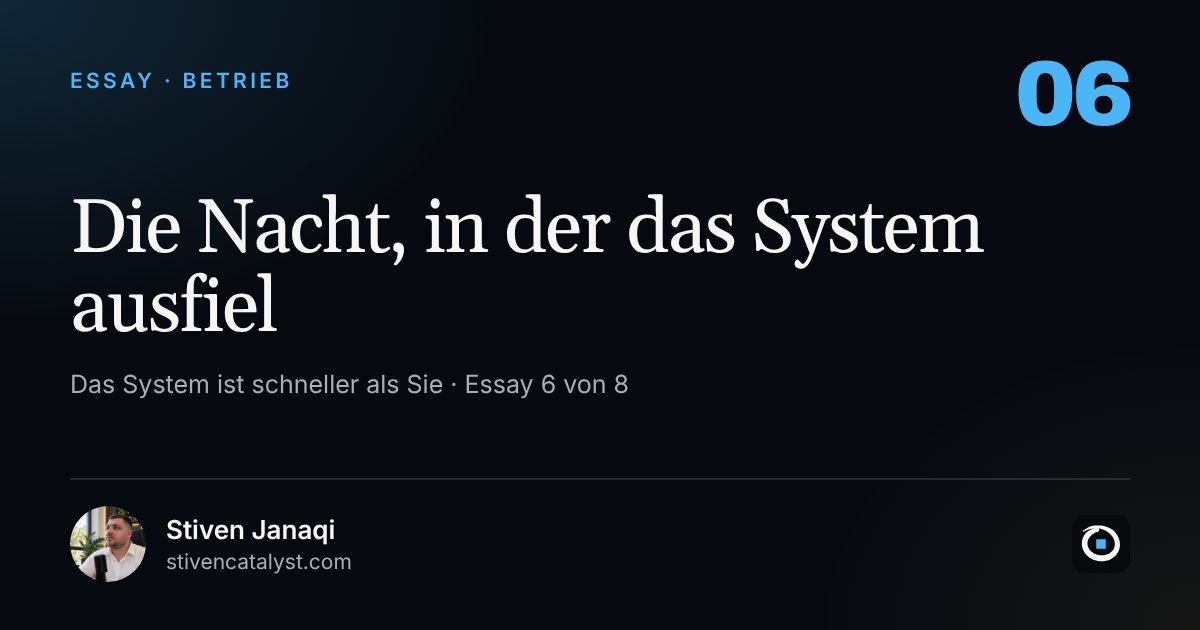 ESSAY · BETRIEB
06
Die Nacht, in der das System
ausfiel
Das System ist schneller als Sie · Essay 6 von 8
Stiven Janaqi
stivencatalyst.com